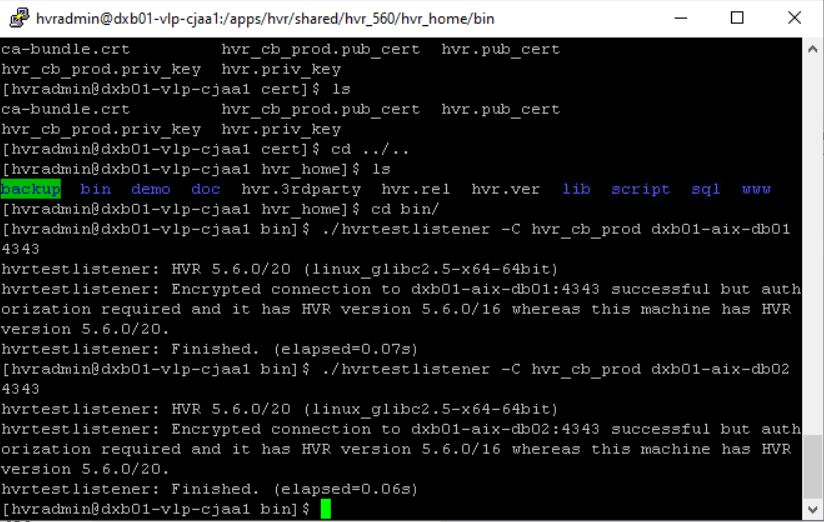 hvradmin@dxb01-vlp-cjaa1:/apps/hvr/shared/hvr_560/hvr_home/bin
ca-bundle.crt hvr_cb_prod.pub_cert hvr.pub_cert
hvr_cb_prod.priv_key hvr.priv_key
[hvradmin@dxb01-vlp-cjaa1 cert]$ ls
ca-bundle.crt hvr_cb_prod.pub_cert hvr.pub_cert
hvr_cb_prod.priv_key hvr.priv_key
[hvradmin@dxb01-vlp-cjaa1 cert]$ cd ../..
[hvradmin@dxb01-vlp-cjaa1 hvr_home]$ ls
backup bin demo doc hvr.3rdparty hvr.rel hvr.ver lib script sql www
[hvradmin@dxb01-vlp-cjaa1 hvr_home]$ cd bin/
[hvradmin@dxb01-vlp-cjaa1 bin]$ ./hvrtestlistener -C hvr_cb_prod dxb01-aix-db01
4343
hvrtestlistener: HVR 5.6.0/20 (linux_glibc2.5-x64-64bit)
hvrtestlistener: Encrypted connection to dxb01-aix-db01:4343 successful but auth
orization required and it has HVR version 5.6.0/16 whereas this machine has HVR
version 5.6.0/20.
hvrtestlistener: Finished. (elapsed=0.07s)
[hvradmin@dxb01-vlp-cjaa1 bin]$ ./hvrtestlistener -C hvr_cb_prod dxb01-aix-db02
4343
hvrtestlistener: HVR 5.6.0/20 (linux_glibc2.5-x64-64bit)
hvrtestlistener: Encrypted connection to dxb01-aix-db02:4343 successful but auth
orization required and it has HVR version 5.6.0/16 whereas this machine has HVR
version 5.6.0/20.
hvrtestlistener: Finished. (elapsed=0.06s)
[hvradmin@dxb01-vlp-cjaa1 bin]$